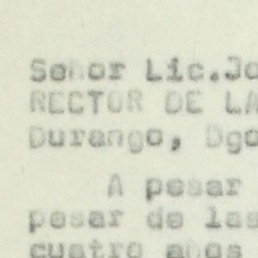 Señor Lic. Jo
RECTOR DE LA
Durango, Dgo
A pesar
pesar de las
cuatro años